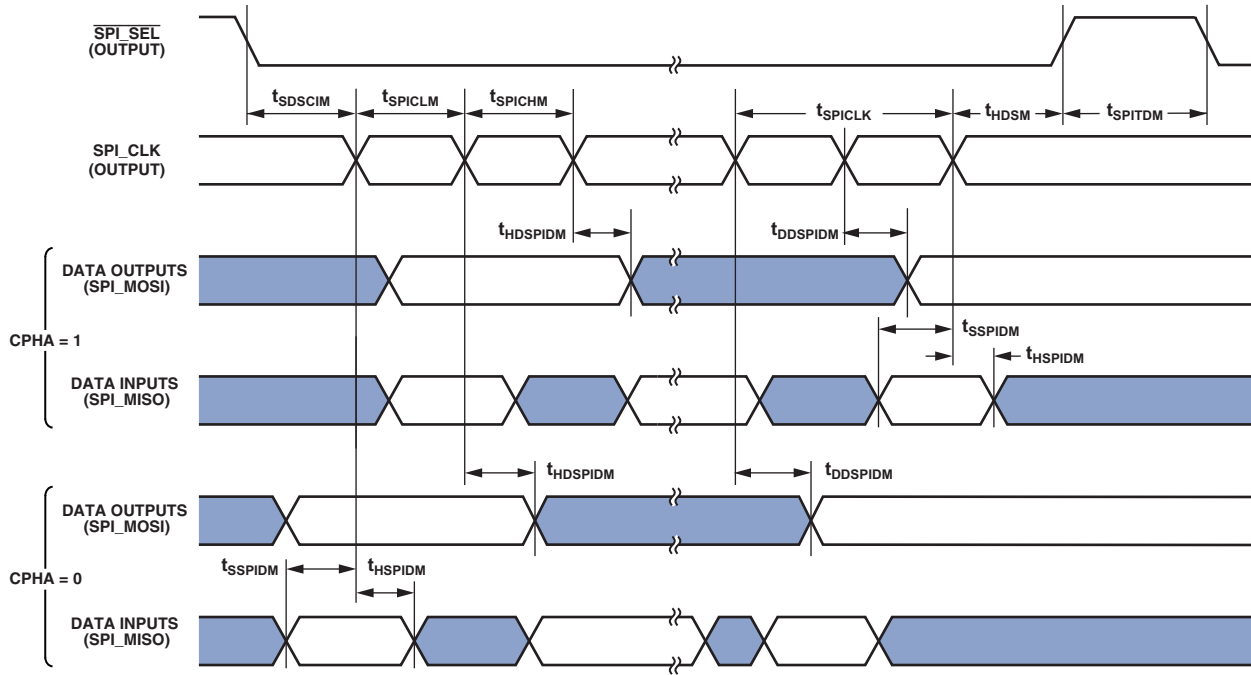 SPI_SEL
(OUTPUT)
tSDSCIM
tSPICLM
tSPICHM
tSPICLK
tHDSM
tSPITDM
SPI_CLK
(OUTPUT)
tHDSPIDM
tDDSPIDM
CPHA = 1
DATA OUTPUTS
(SPI_MOSI)
tSSPIDM
tHSPIDM
DATA INPUTS
(SPI_MISO)
tHDSPIDM
tDDSPIDM
CPHA = 0
DATA OUTPUTS
(SPI_MOSI)
tSSPIDM
tHSPIDM
DATA INPUTS
(SPI_MISO)